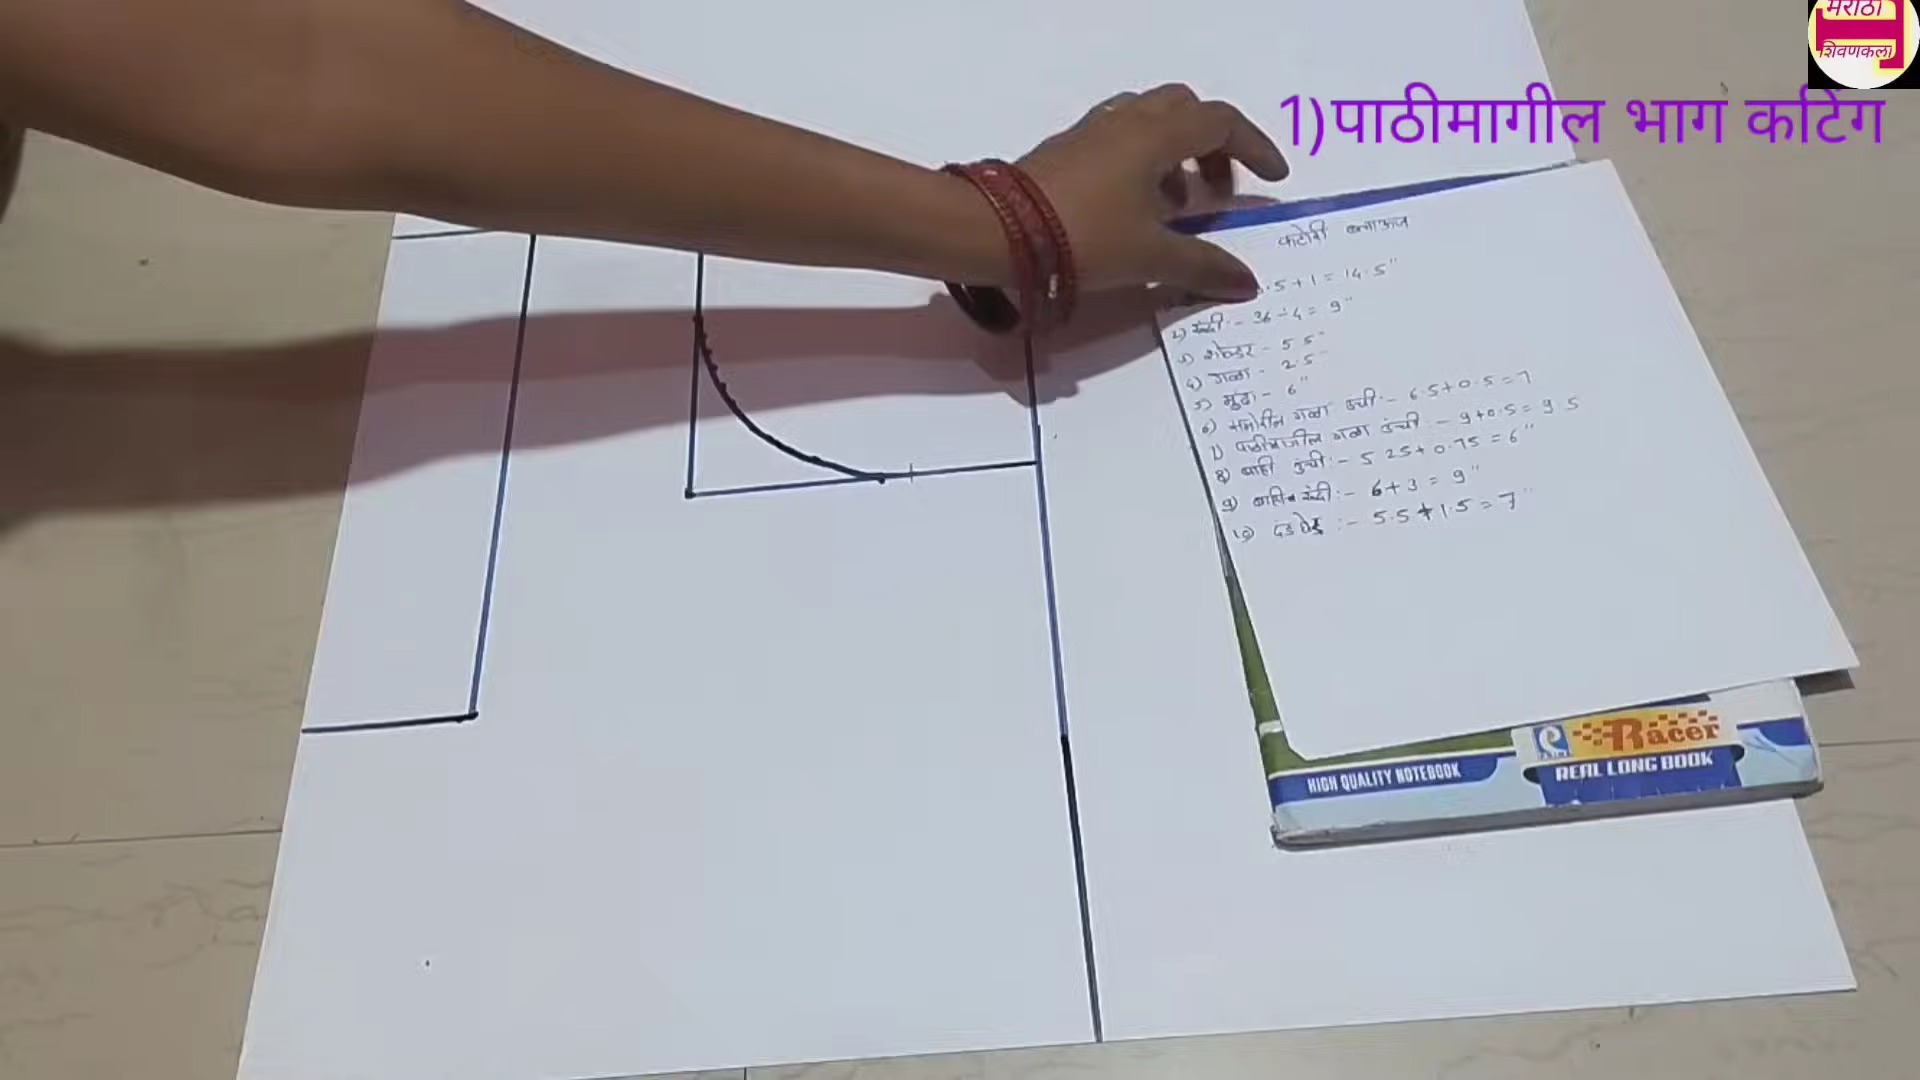 मराठी
शिवणकला
1)पाठीमागील भाग कटिंग
कटोरी ब्लाऊज
.5+1=14.5"
2) रुंदी:- 36÷4=9"
3) शोल्डर - 5.5"
4) गळा - 2.5"
5) मुंढा - 6"
6) समोरील गळा उंची:- 6.5+0.5=7
7) पाठीमागील गळा उंची:- 9+0.5=9.5
8) बाही उंची:- 5.25+0.75=6"
9) बाही रुंदी:- 6+3=9"
10) दंडघेर:- 5.5+1.5=7"
Racer
HIGH QUALITY NOTEBOOK
REAL LONG BOOK